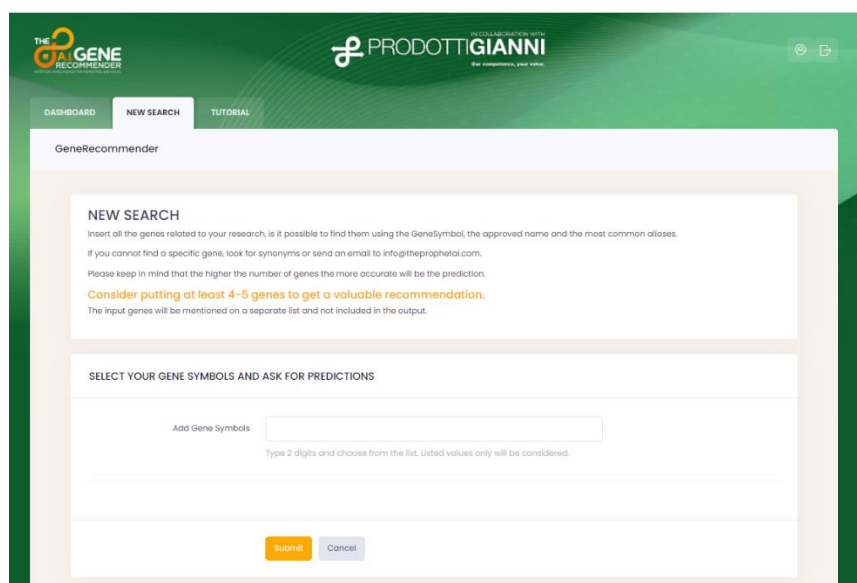 THE
A.I. GENE
RECOMMENDER
IN COLLABORATION WITH
PRODOTTIGIANNI
Our competence, your value.
DASHBOARD
NEW SEARCH
TUTORIAL
GeneRecommender
NEW SEARCH
Insert all the genes related to your research, is it possible to find them using the GeneSymbol, the approved name and the most common aliases.
If you cannot find a specific gene, look for synonyms or send an email to info@theprophetai.com.
Please keep in mind that the higher the number of genes the more accurate will be the prediction.
Consider putting at least 4-5 genes to get a valuable recommendation.
The input genes will be mentioned on a separate list and not included in the output.
SELECT YOUR GENE SYMBOLS AND ASK FOR PREDICTIONS
Add Gene Symbols
Type 2 digits and choose from the list. Listed values only will be considered.
Submit
Cancel